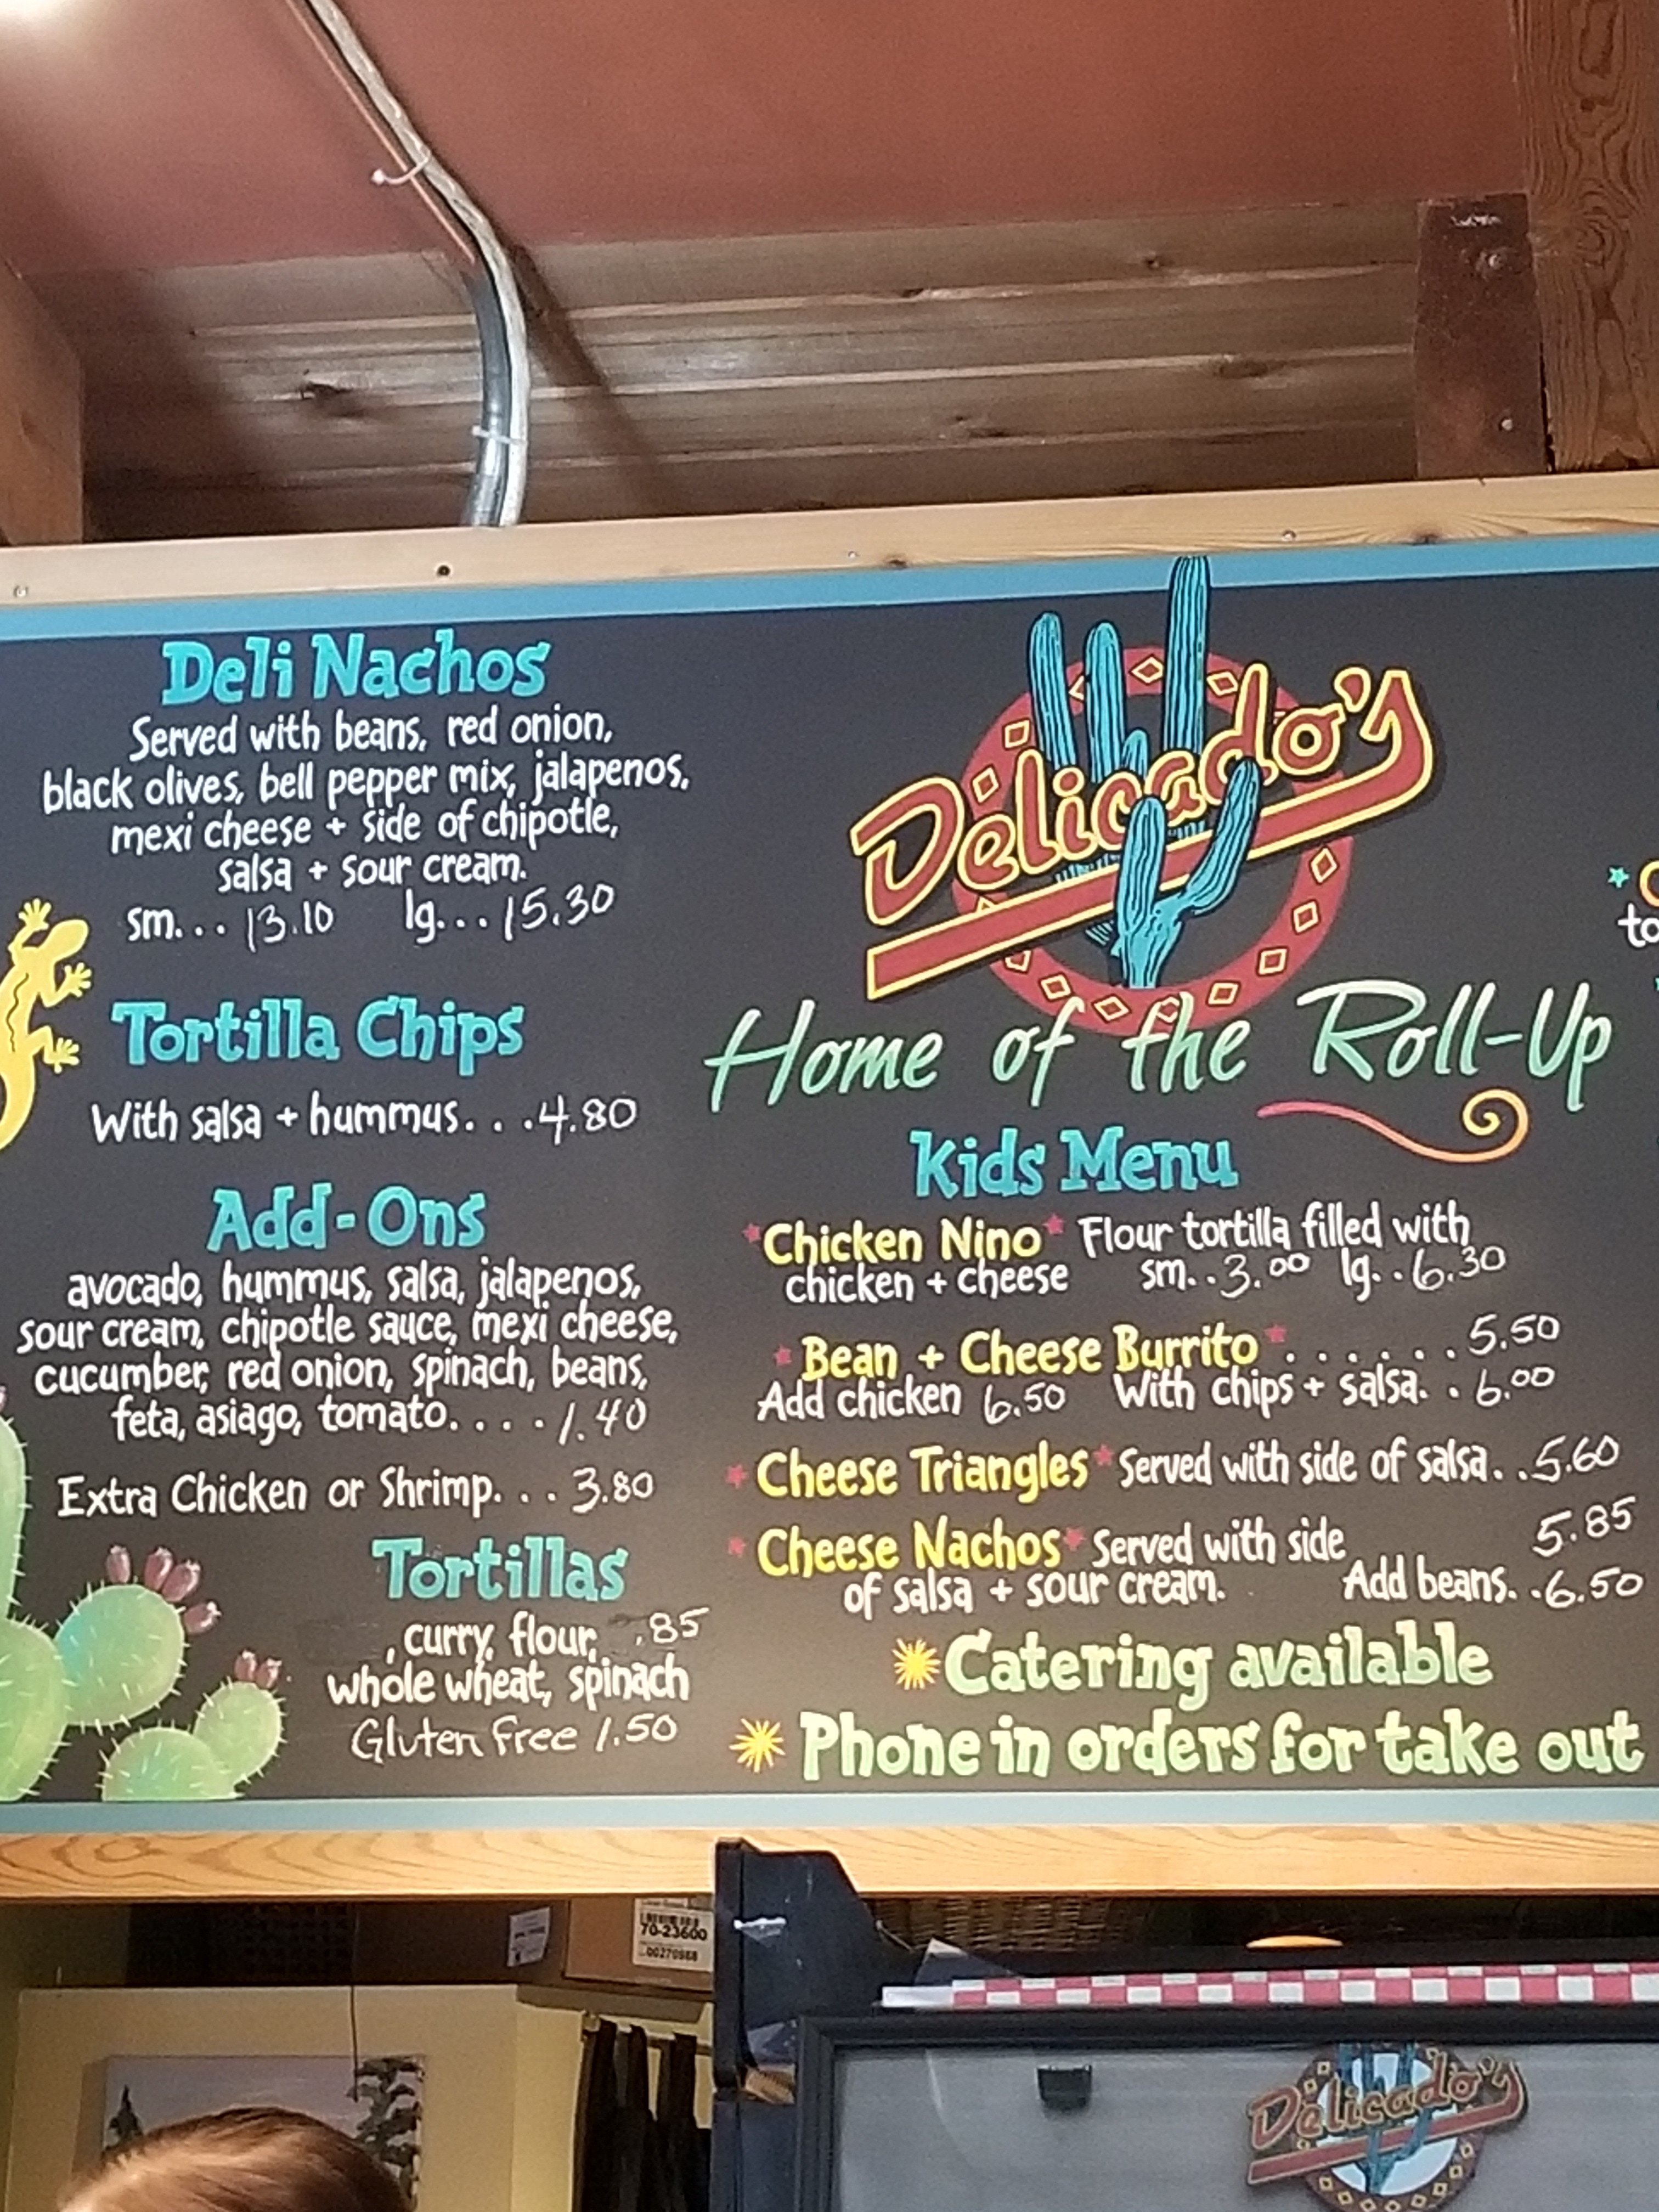 Deli Nachos
Served with beans, red onion,
black olives, bell pepper mix, jalapenos,
mexi cheese + side of chipotle,
salsa + sour cream.
sm... 13.10 lg... 15.30
Tortilla Chips
With salsa + hummus. . .4.80
Add-Ons
avocado, hummus, salsa, jalapenos,
sour cream, chipotle sauce, mexi cheese,
cucumber, red onion, spinach, beans,
feta, asiago, tomato. . . . 1.40
Extra Chicken or Shrimp. . . 3.80
Tortillas
, curry, flour, .85
whole wheat, spinach
Gluten Free 1.50
Delicado's
Home of the Roll-Up
Kids Menu
*Chicken Nino* Flour tortilla filled with
chicken + cheese sm. .3.00 lg. .6.30
*Bean + Cheese Burrito* . . . . . . . 5.50
Add chicken 6.50 With chips + salsa. . 6.00
*Cheese Triangles* Served with side of salsa. . .5.60
*Cheese Nachos* Served with side 5.85
of salsa + sour cream. Add beans. .6.50
Catering available
Phone in orders for take out
to
70-23600
00270988
Delicado's